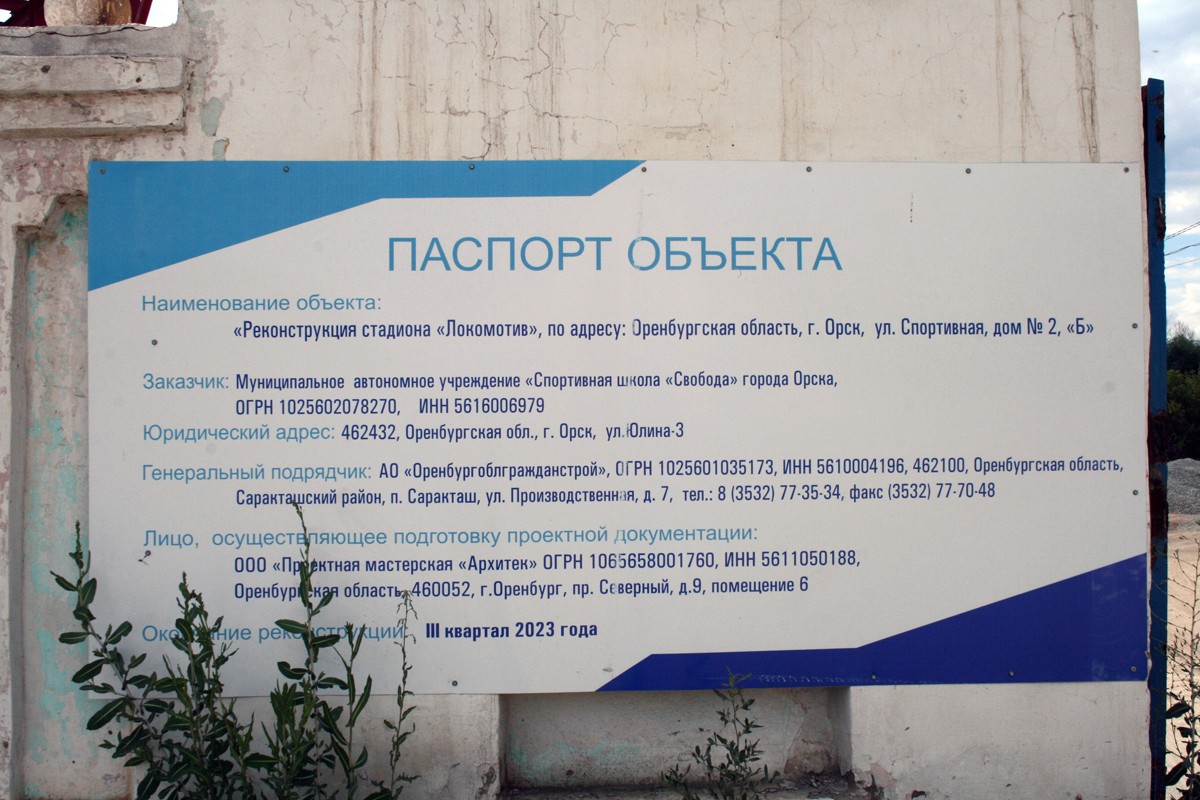 ПАСПОРТ ОБЪЕКТА
Наименование объекта:
«Реконструкция стадиона «Локомотив», по адресу: Оренбургская область, г. Орск, ул. Спортивная, дом № 2, «Б»
Заказчик: Муниципальное автономное учреждение «Спортивная школа «Свобода» города Орска,
ОГРН 1025602078270, ИНН 5616006979
Юридический адрес: 462432, Оренбургская обл., г. Орск, ул.Юлина-3
Генеральный подрядчик: АО «Оренбургоблгражданстрой», ОГРН 1025601035173, ИНН 5610004196, 462100, Оренбургская область,
Саракташский район, п. Саракташ, ул. Производственная, д. 7, тел.: 8 (3532) 77-35-34, факс (3532) 77-70-48
Лицо, осуществляющее подготовку проектной документации:
ООО «Проектная мастерская «Архитек» ОГРН 1065658001760, ИНН 5611050188,
Оренбургская область, 460052, г.Оренбург, пр. Северный, д.9, помещение 6
Окончание реконструкции: III квартал 2023 года